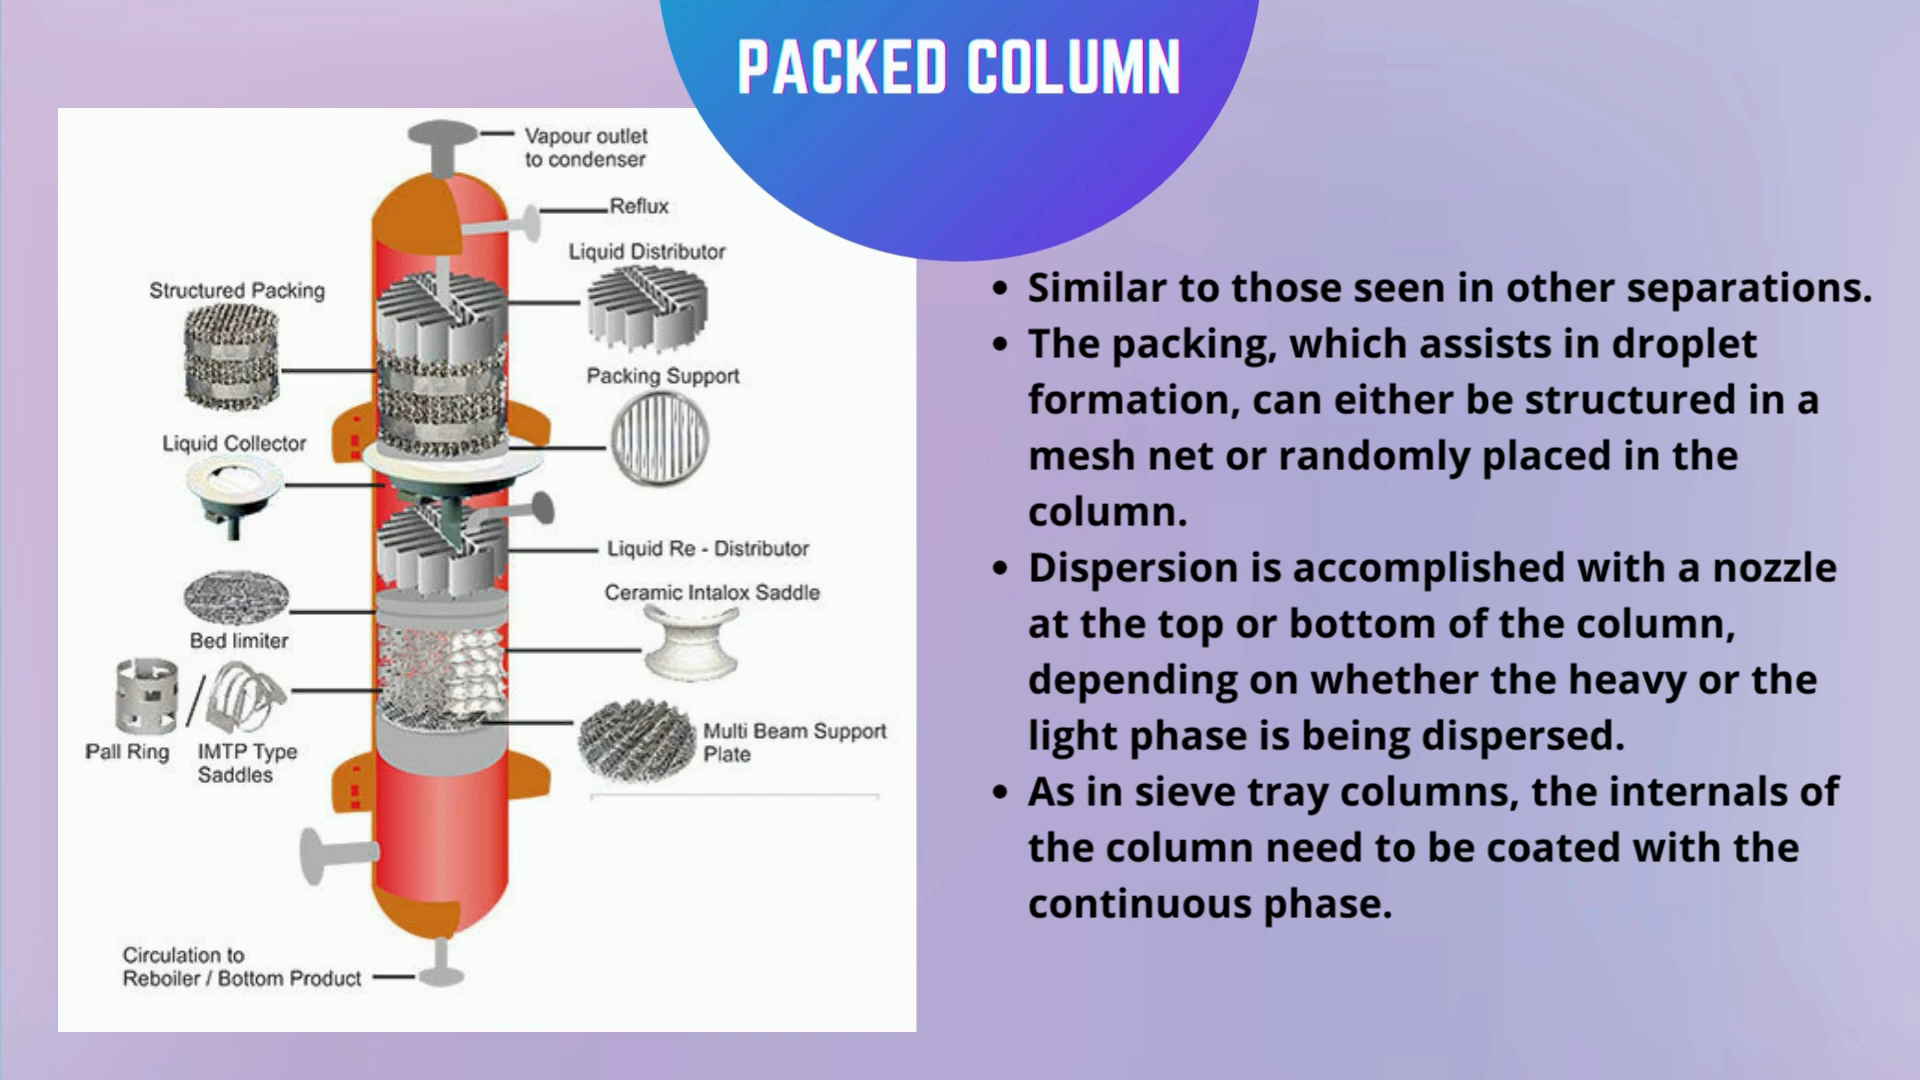 PACKED COLUMN
Vapour outlet
to condenser
Reflux
Liquid Distributor
Structured Packing
Packing Support
Liquid Collector
Liquid Re - Distributor
Ceramic Intalox Saddle
Bed limiter
Multi Beam Support
Plate
Pall Ring
IMTP Type
Saddles
Circulation to
Reboiler / Bottom Product
• Similar to those seen in other separations.
• The packing, which assists in droplet
formation, can either be structured in a
mesh net or randomly placed in the
column.
• Dispersion is accomplished with a nozzle
at the top or bottom of the column,
depending on whether the heavy or the
light phase is being dispersed.
• As in sieve tray columns, the internals of
the column need to be coated with the
continuous phase.